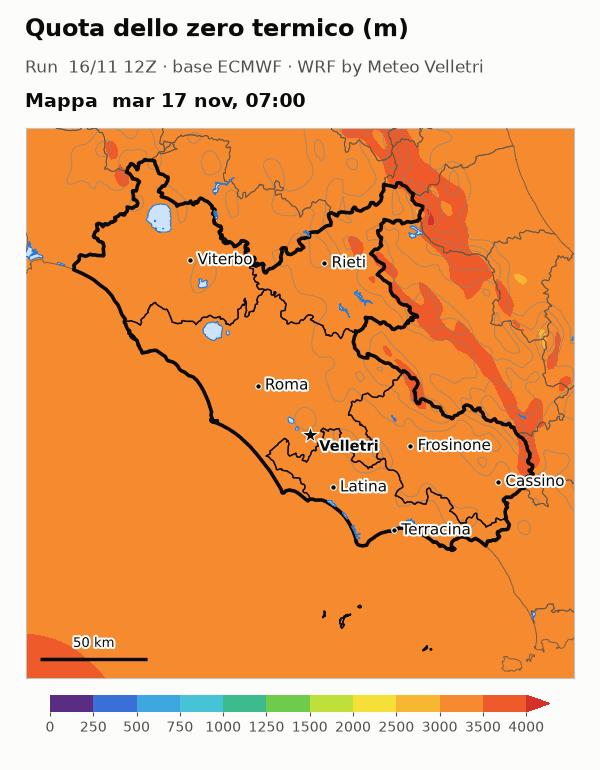 Quota dello zero termico (m)
Run  16/11 12Z · base ECMWF · WRF by Meteo Velletri
Mappa  mar 17 nov, 07:00
Viterbo
Rieti
Roma
Velletri
Frosinone
Latina
Cassino
Terracina
50 km
0 250 500 750 1000 1250 1500 2000 2500 3000 3500 4000